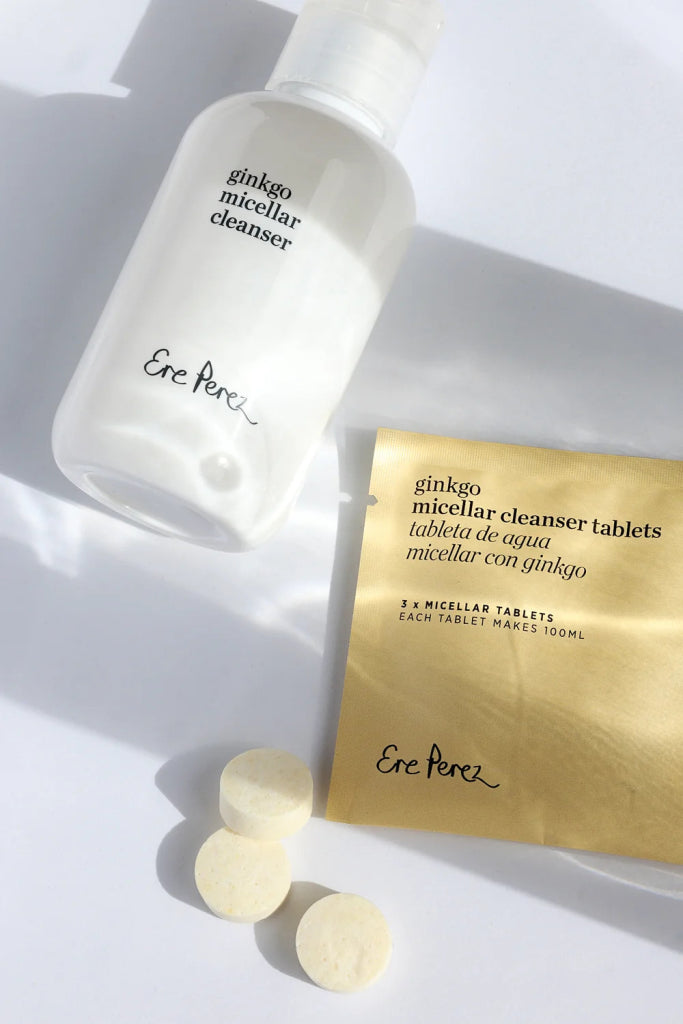 ginkgo
micellar
cleanser
Ere Perez
ginkgo
micellar cleanser tablets
tableta de agua
micellar con ginkgo
3 x MICELLAR TABLETS
EACH TABLET MAKES 100ML
Ere Perez